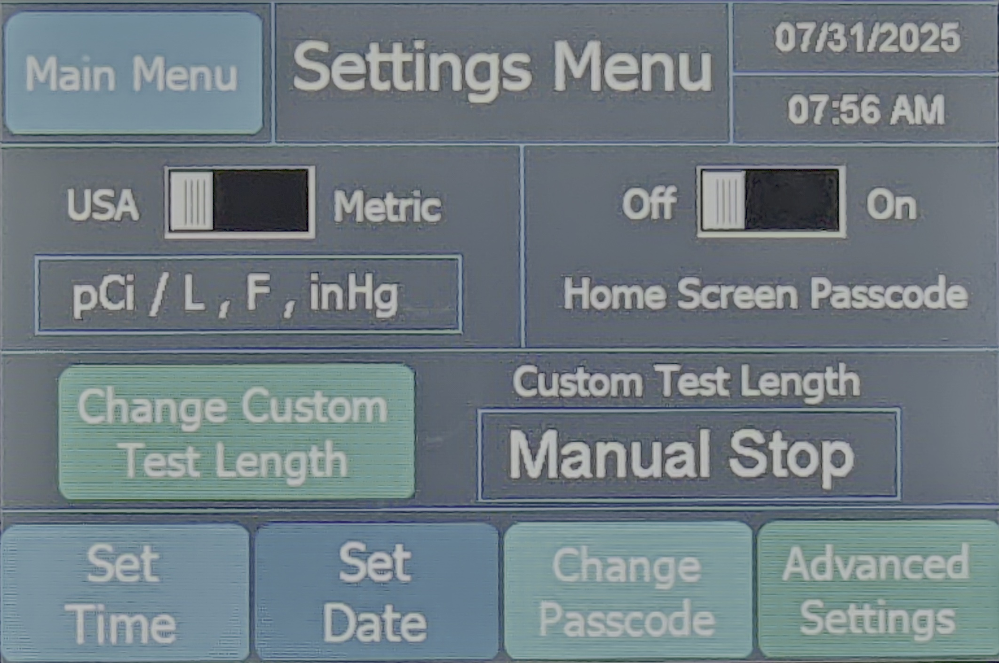 Main Menu
Settings Menu
07/31/2025
07:56 AM
USA
Metric
Off
On
pCi / L , F , inHg
Home Screen Passcode
Change Custom
Test Length
Custom Test Length
Manual Stop
Set
Time
Set
Date
Change
Passcode
Advanced
Settings